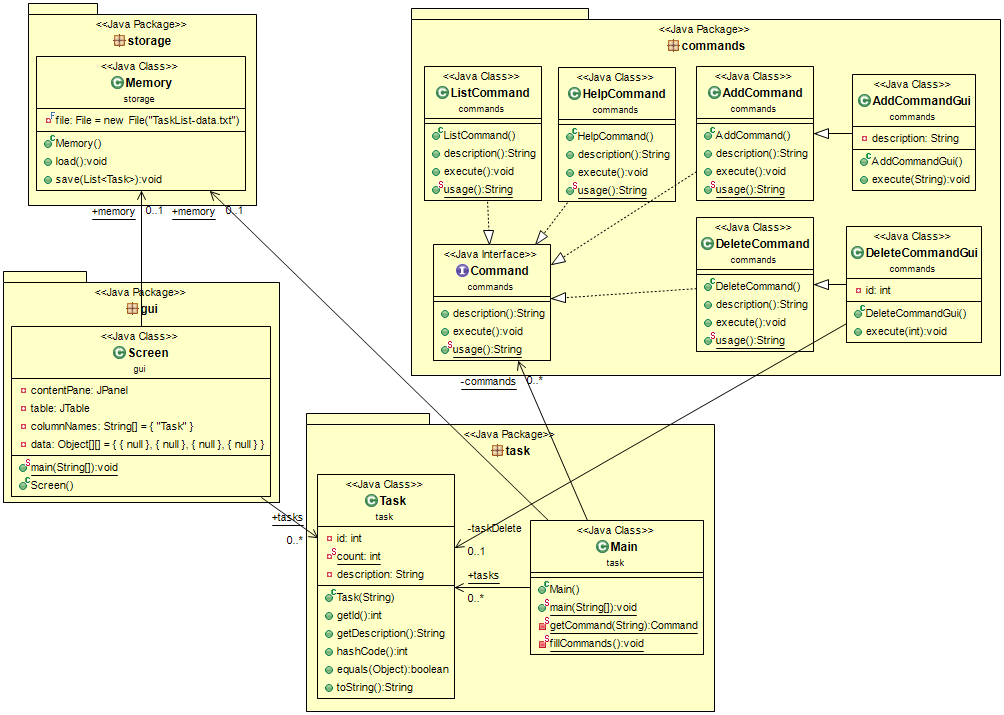 <<Java Package>>
storage
<<Java Class>>
Memory
storage
file: File = new File("TaskList-data.txt")
Memory()
load():void
save(List<Task>):void
+memory
0..1
+memory
0..1
<<Java Package>>
commands
<<Java Class>>
ListCommand
commands
ListCommand()
description():String
execute():void
usage():String
<<Java Class>>
HelpCommand
commands
HelpCommand()
description():String
execute():void
usage():String
<<Java Class>>
AddCommand
commands
AddCommand()
description():String
execute():void
usage():String
<<Java Class>>
AddCommandGui
commands
description: String
AddCommandGui()
execute(String):void
<<Java Interface>>
Command
commands
description():String
execute():void
usage():String
<<Java Class>>
DeleteCommand
commands
DeleteCommand()
description():String
execute():void
usage():String
<<Java Class>>
DeleteCommandGui
commands
id: int
DeleteCommandGui()
execute(int):void
-commands
0..*
<<Java Package>>
gui
<<Java Class>>
Screen
gui
contentPane: JPanel
table: JTable
columnNames: String[] = { "Task" }
data: Object[][] = { { null }, { null }, { null }, { null } }
main(String[]):void
Screen()
+tasks
0..*
<<Java Package>>
task
<<Java Class>>
Task
task
id: int
count: int
description: String
Task(String)
getId():int
getDescription():String
hashCode():int
equals(Object):boolean
toString():String
-taskDelete
0..1
+tasks
0..*
<<Java Class>>
Main
task
Main()
main(String[]):void
getCommand(String):Command
fillCommands():void